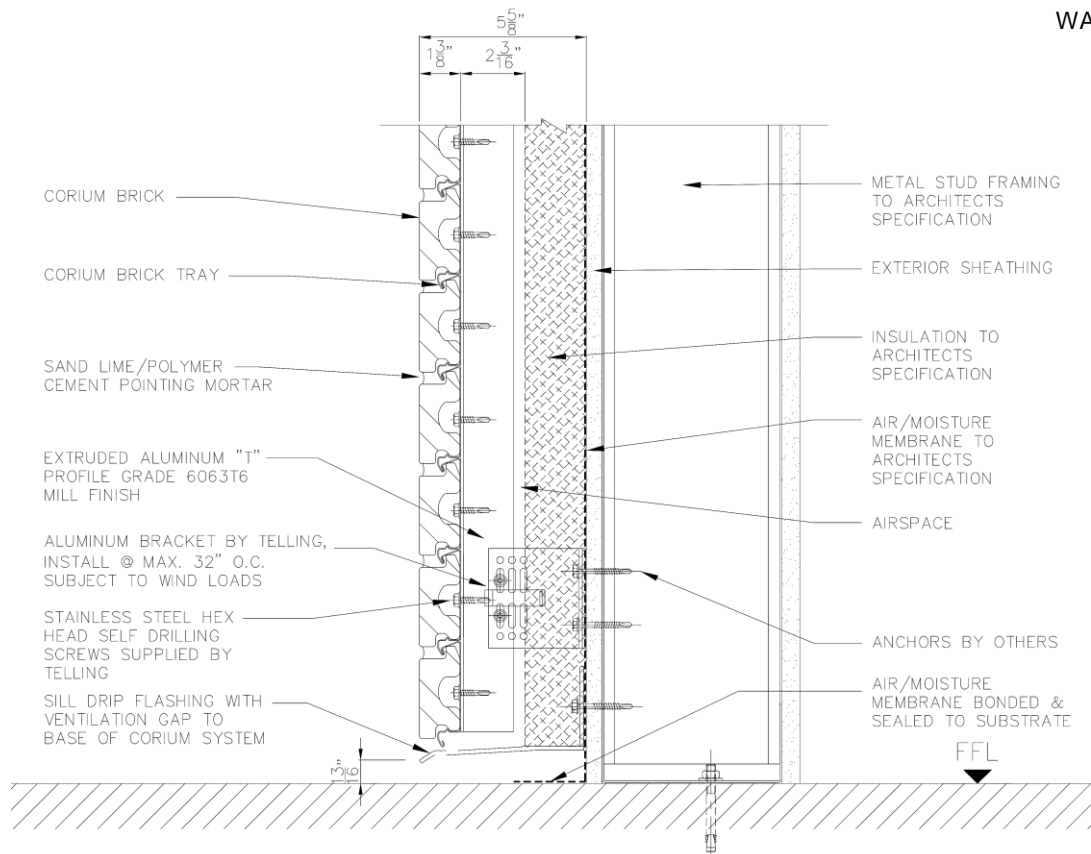 WA
5 5/8"
1 3/8"
2 3/16"
CORIUM BRICK
CORIUM BRICK TRAY
SAND LIME/POLYMER
CEMENT POINTING MORTAR
EXTRUDED ALUMINUM "T"
PROFILE GRADE 6063T6
MILL FINISH
ALUMINUM BRACKET BY TELLING,
INSTALL @ MAX. 32" O.C.
SUBJECT TO WIND LOADS
STAINLESS STEEL HEX
HEAD SELF DRILLING
SCREWS SUPPLIED BY
TELLING
SILL DRIP FLASHING WITH
VENTILATION GAP TO
BASE OF CORIUM SYSTEM
13/16"
METAL STUD FRAMING
TO ARCHITECTS
SPECIFICATION
EXTERIOR SHEATHING
INSULATION TO
ARCHITECTS
SPECIFICATION
AIR/MOISTURE
MEMBRANE TO
ARCHITECTS
SPECIFICATION
AIRSPACE
ANCHORS BY OTHERS
AIR/MOISTURE
MEMBRANE BONDED &
SEALED TO SUBSTRATE
FFL